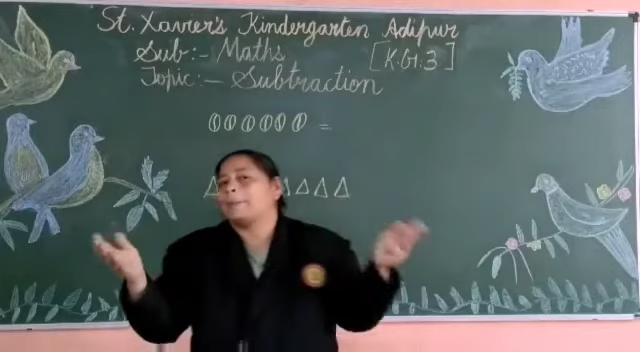 St. Xavier's Kindergarten Adipur
Sub:- Maths [K.G.3]
Topic:- Subtraction
=